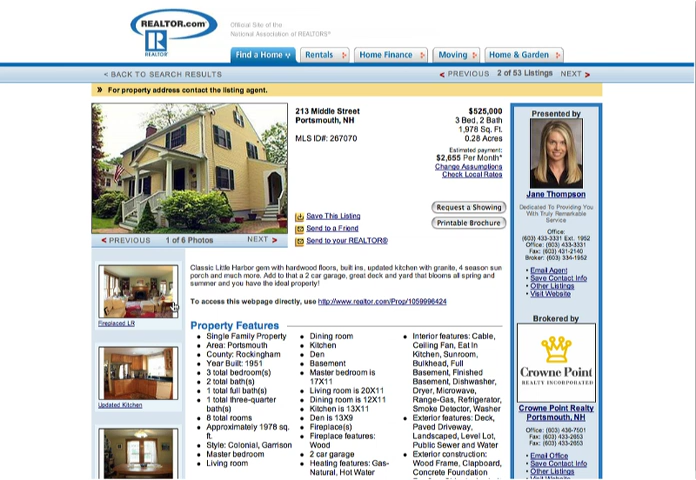 REALTOR.com
REALTOR
Official Site of the
National Association of REALTORS®
Find a Home
Rentals
Home Finance
Moving
Home & Garden
< BACK TO SEARCH RESULTS
< PREVIOUS 2 of 53 Listings NEXT >
» For property address contact the listing agent.
213 Middle Street
Portsmouth, NH
MLS ID#: 267070
$525,000
3 Bed, 2 Bath
1,978 Sq. Ft.
0.28 Acres
Estimated payment:
$2,655 Per Month*
Change Assumptions
Check Local Rates
Save This Listing
Send to a Friend
Send to your REALTOR®
Request a Showing
Printable Brochure
< PREVIOUS 1 of 6 Photos NEXT >
Classic Little Harbor gem with hardwood floors, built ins, updated kitchen with granite, 4 season sun
porch and much more. Add to that a 2 car garage, great deck and yard that blooms all spring and
summer and you have the ideal property!
To access this webpage directly, use http://www.realtor.com/Prop/1059996424
Fireplaced LR
Updated Kitchen
Property Features
• Single Family Property
• Area: Portsmouth
• County: Rockingham
• Year Built: 1951
• 3 total bedroom(s)
• 2 total bath(s)
• 1 total full bath(s)
• 1 total three-quarter
bath(s)
• 8 total rooms
• Approximately 1978 sq.
ft.
• Style: Colonial, Garrison
• Master bedroom
• Living room
• Dining room
• Kitchen
• Den
• Basement
• Master bedroom is
17X11
• Living room is 20X11
• Dining room is 12X11
• Kitchen is 13X11
• Den is 13X9
• Fireplace(s)
• Fireplace features:
Wood
• 2 car garage
• Heating features: Gas-
Natural, Hot Water
• Interior features: Cable,
Ceiling Fan, Eat In
Kitchen, Sunroom,
Bulkhead, Full
Basement, Finished
Basement, Dishwasher,
Dryer, Microwave,
Range-Gas, Refrigerator,
Smoke Detector, Washer
• Exterior features: Deck,
Paved Driveway,
Landscaped, Level Lot,
Public Sewer and Water
• Exterior construction:
Wood Frame, Clapboard,
Concrete Foundation
Presented by
Jane Thompson
Dedicated To Providing You
With Truly Remarkable
Service
Office:
(603) 433-3331 Ext. 1952
Office: (603) 433-3331
Fax: (603) 431-2140
Broker: (603) 334-1952
• Email Agent
• Save Contact Info
• Other Listings
• Visit Website
Brokered by
Crowne Point
REALTY INCORPORATED
Crowne Point Realty
Portsmouth, NH
Office: (603) 436-7501
Fax: (603) 433-2653
Fax: (603) 433-2653
• Email Office
• Save Contact Info
• Other Listings